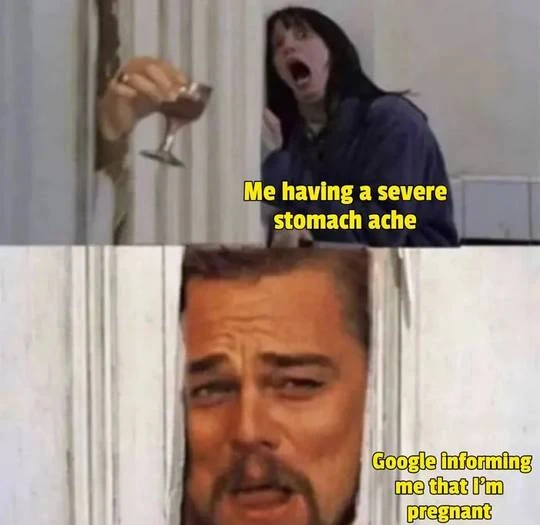 Me having a severe
stomach ache
Google informing
me that I'm
pregnant